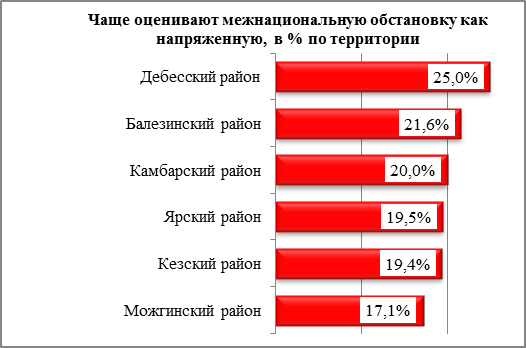 Чаще оценивают межнациональную обстановку как
напряженную, в % по территории
Дебесский район 25,0%
Балезинский район 21,6%
Камбарский район 20,0%
Ярский район 19,5%
Кезский район 19,4%
Можгинский район 17,1%